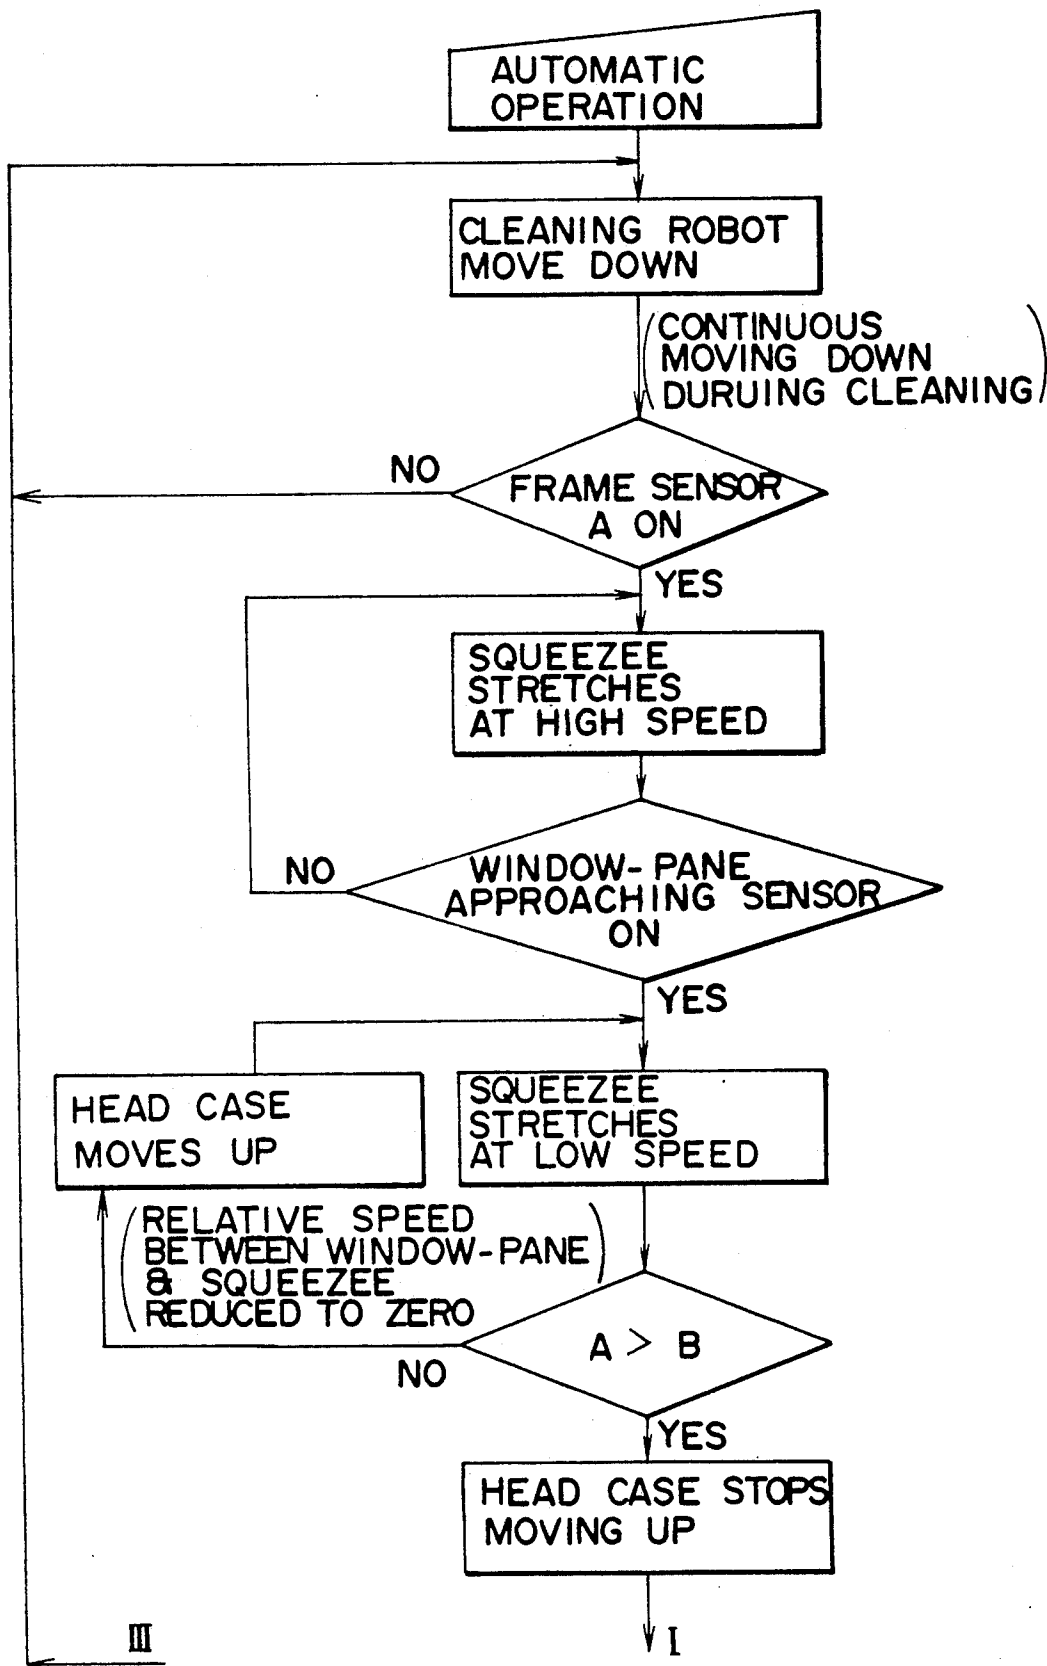 AUTOMATIC
OPERATION
CLEANING ROBOT
MOVE DOWN
(CONTINUOUS
MOVING DOWN
DURUING CLEANING)
NO
FRAME SENSOR
A ON
YES
SQUEEZEE
STRETCHES
AT HIGH SPEED
NO
WINDOW-PANE
APPROACHING SENSOR
ON
YES
HEAD CASE
MOVES UP
SQUEEZEE
STRETCHES
AT LOW SPEED
(RELATIVE SPEED
BETWEEN WINDOW-PANE
& SQUEEZEE
REDUCED TO ZERO)
A > B
NO
YES
HEAD CASE STOPS
MOVING UP
III
I